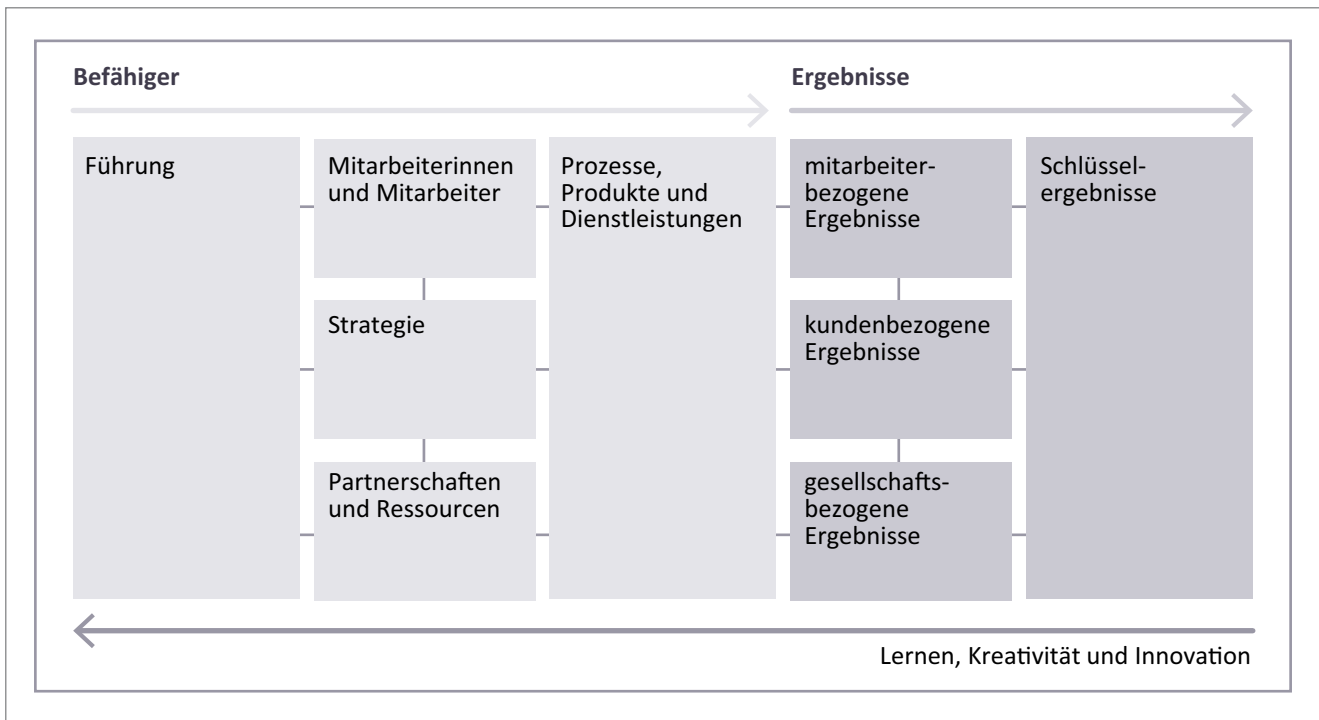 Befähiger
Ergebnisse
Führung
Mitarbeiterinnen
und Mitarbeiter
Prozesse,
Produkte und
Dienstleistungen
mitarbeiter-
bezogene
Ergebnisse
Schlüssel-
ergebnisse
Strategie
kundenbezogene
Ergebnisse
Partnerschaften
und Ressourcen
gesellschafts-
bezogene
Ergebnisse
Lernen, Kreativität und Innovation